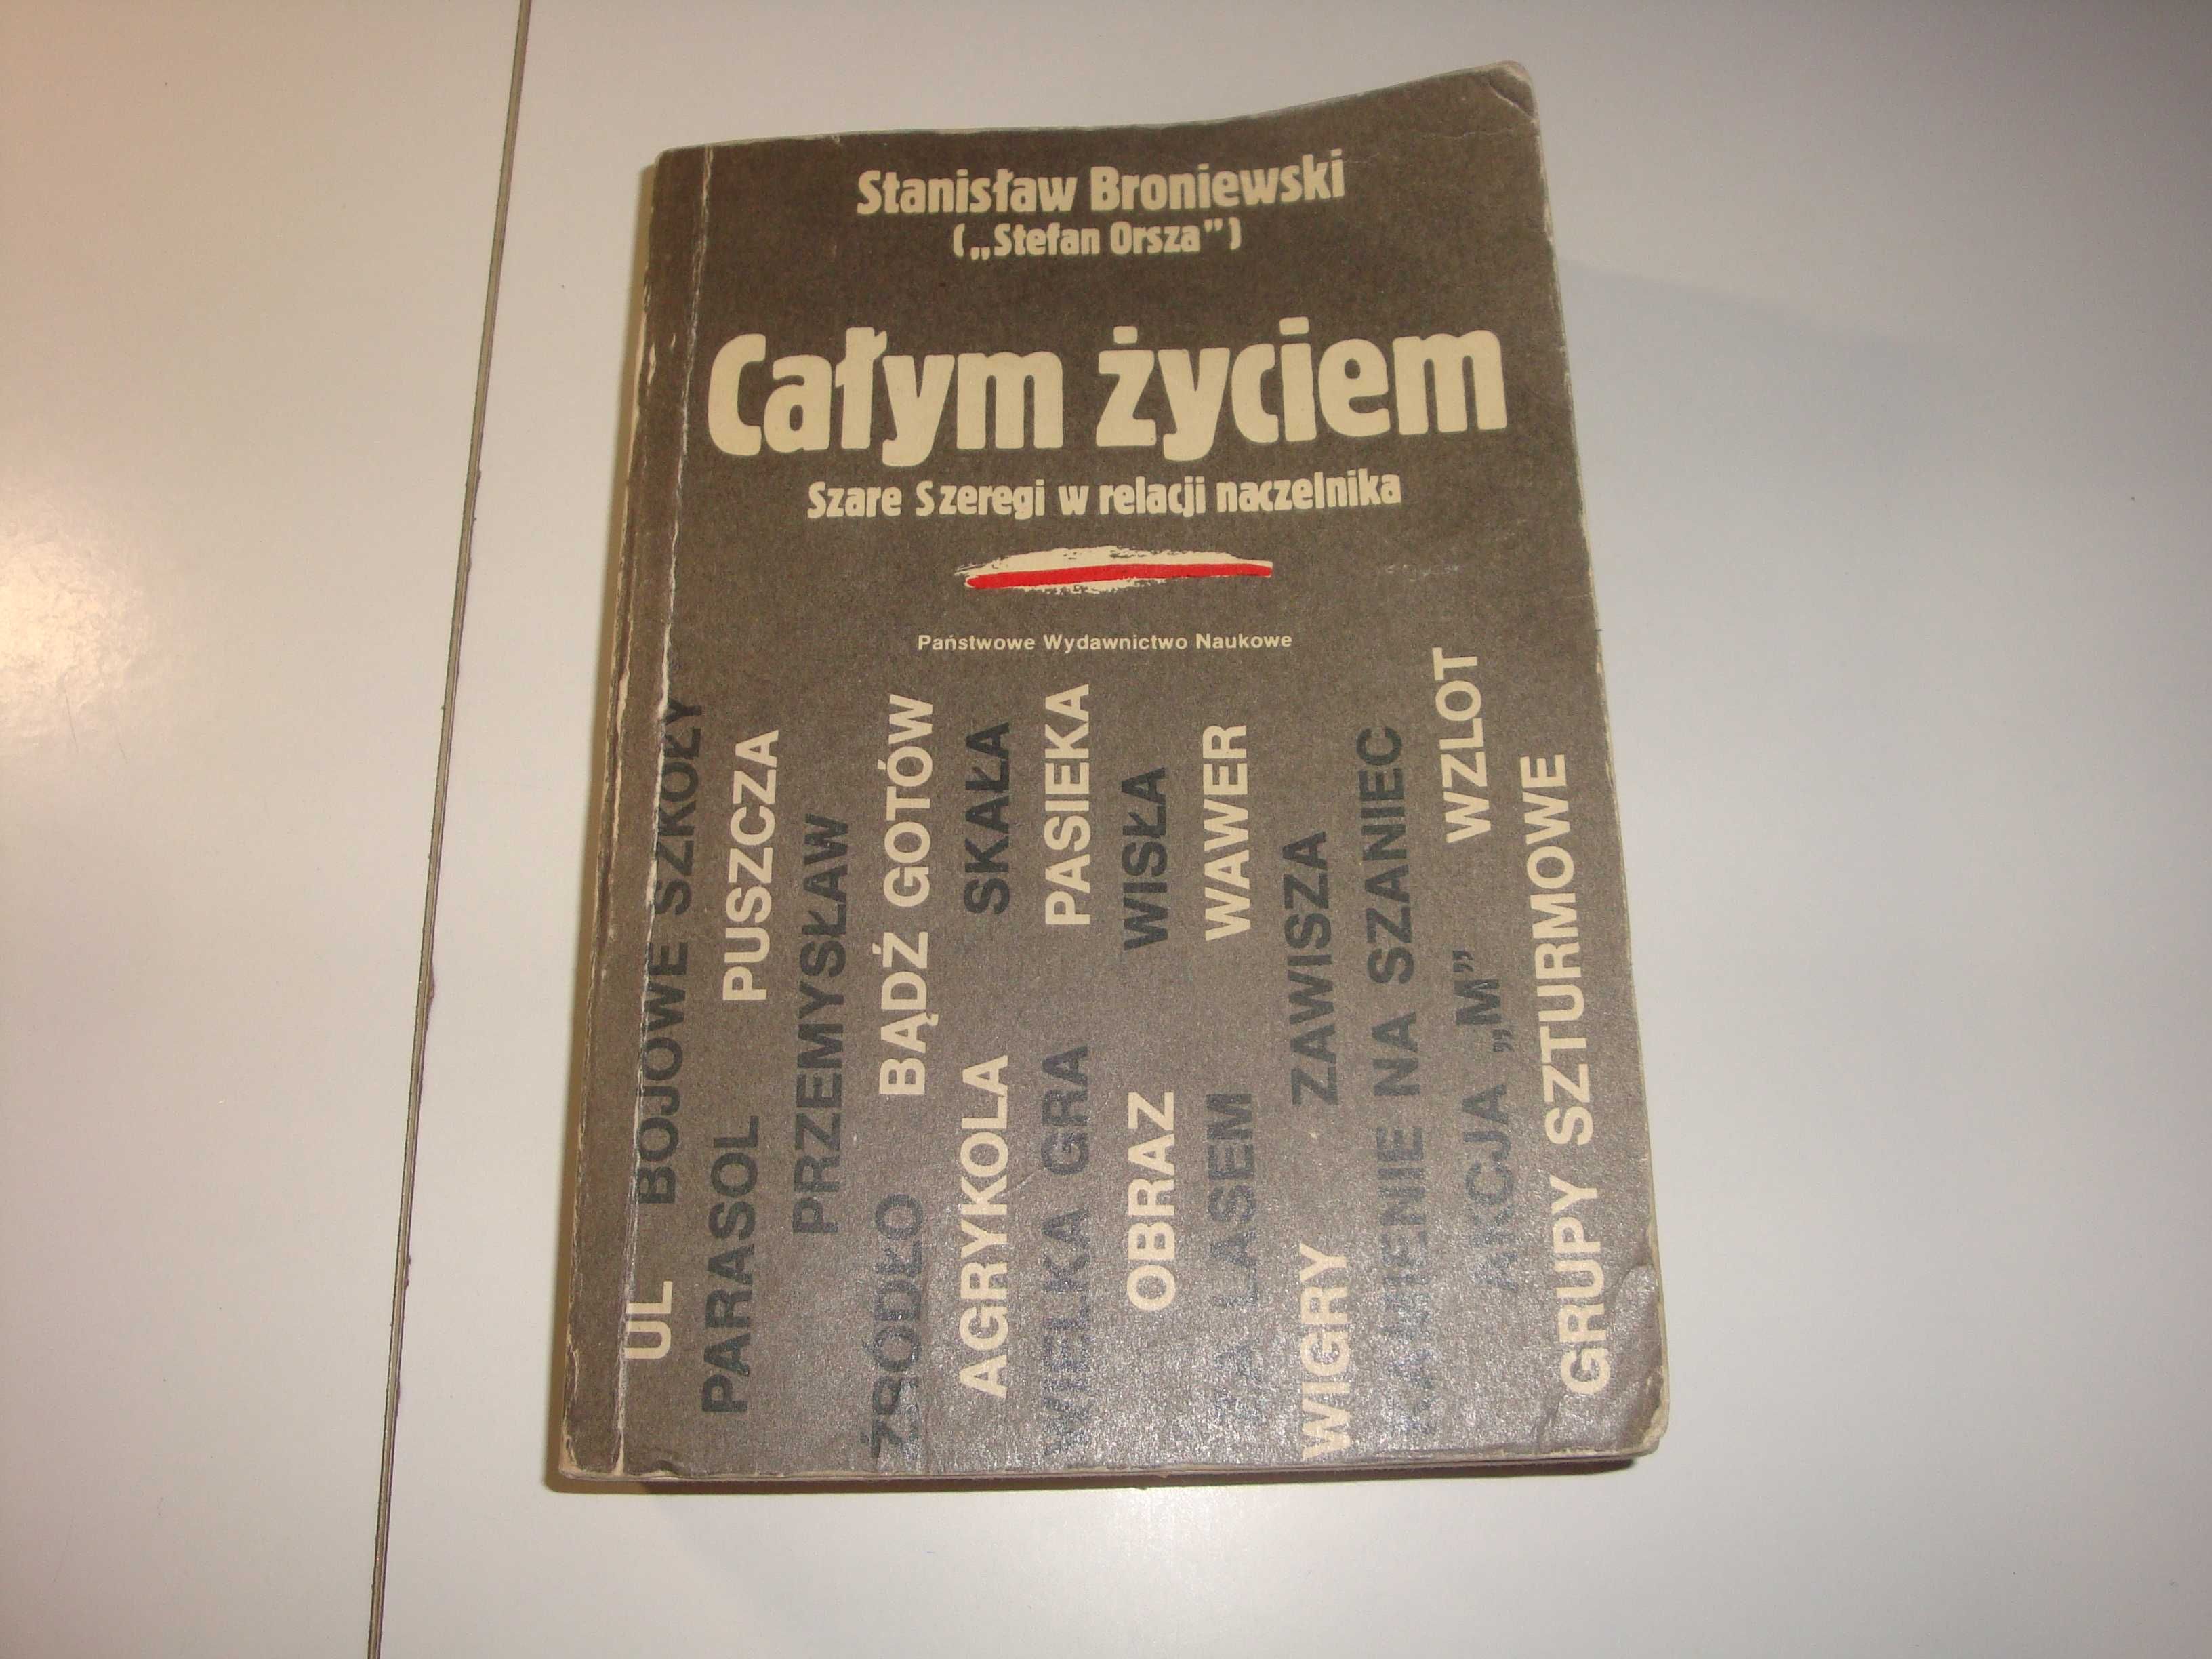 Stanisław Broniewski
(„Stefan Orsza”)
Całym życiem
Szare Szeregi w relacji naczelnika
Państwowe Wydawnictwo Naukowe
UL BOJOWE SZKOŁY
PARASOL PUSZCZA
PRZEMYSŁAW
ŹRÓDŁO BĄDŹ GOTÓW
AGRYKOLA SKAŁA
WIELKA GRA PASIEKA
OBRAZ WISŁA
ZA LASEM WAWER
WIGRY ZAWISZA
KAMIENIE NA SZANIEC
AKCJA „M” WZLOT
GRUPY SZTURMOWE